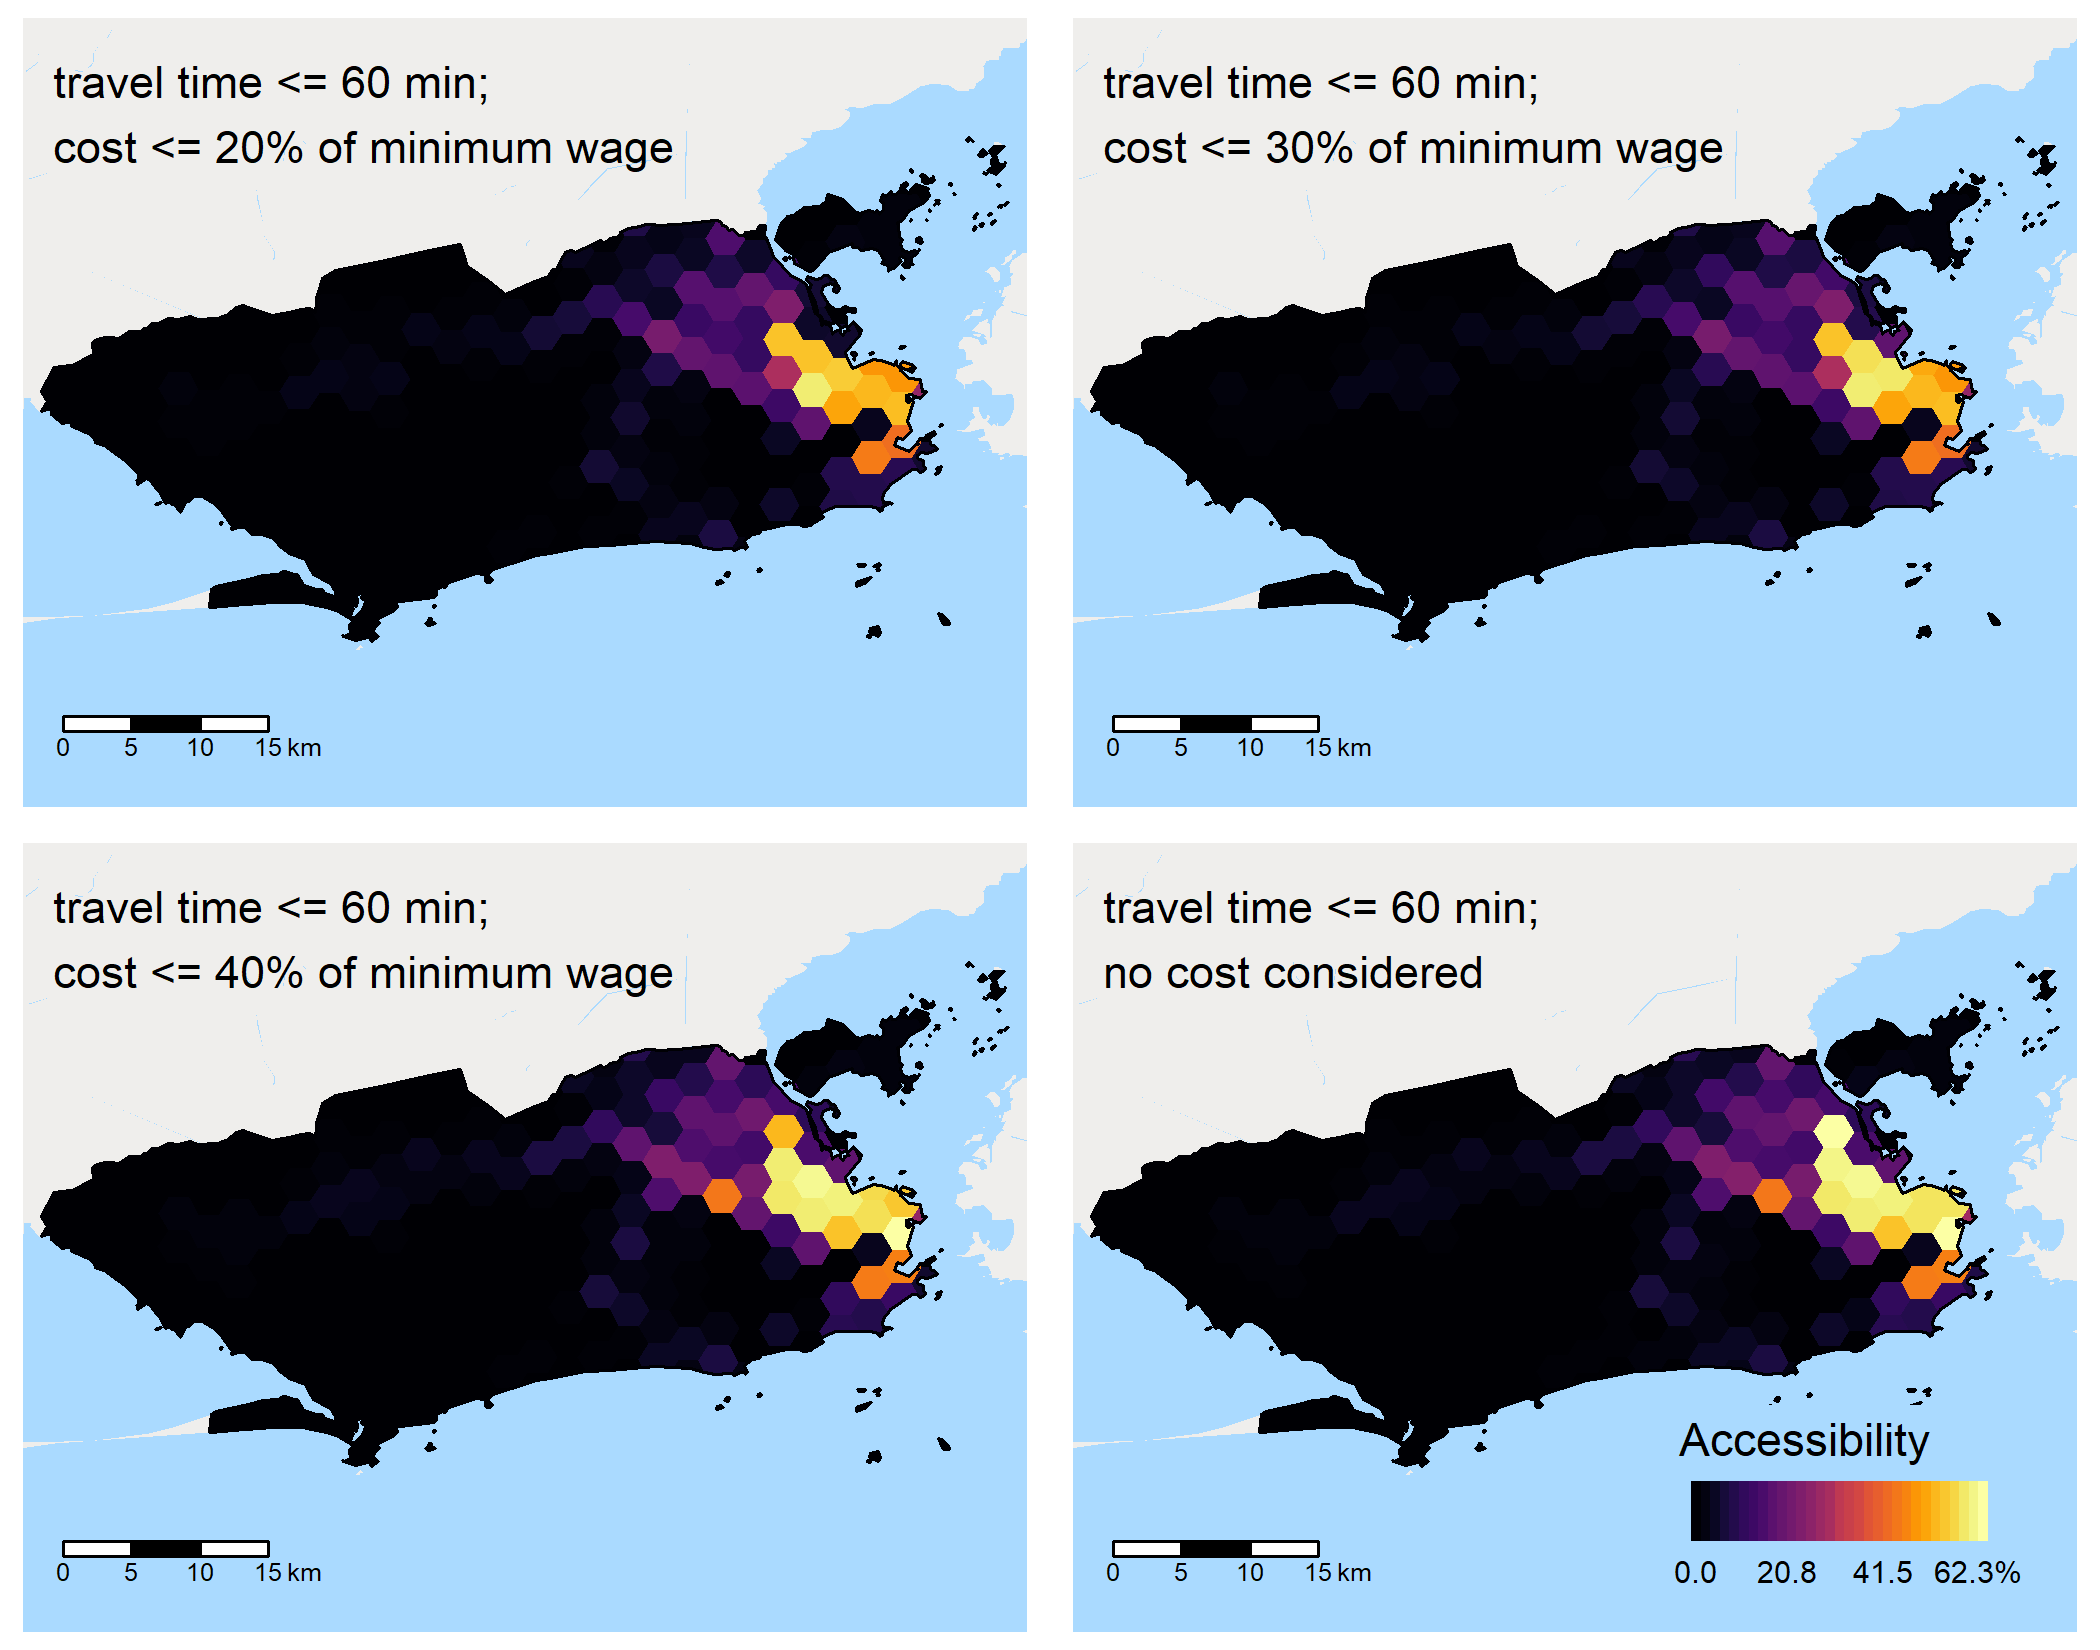 travel time <= 60 min;
cost <= 20% of minimum wage
0 5 10 15 km
travel time <= 60 min;
cost <= 30% of minimum wage
0 5 10 15 km
travel time <= 60 min;
cost <= 40% of minimum wage
0 5 10 15 km
travel time <= 60 min;
no cost considered
0 5 10 15 km
Accessibility
0.0 20.8 41.5 62.3%